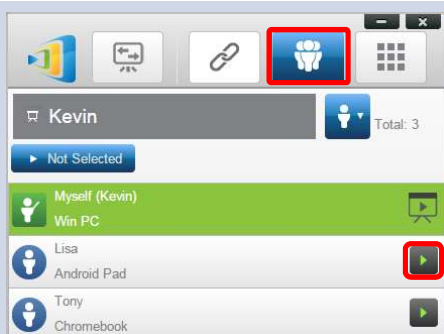 Kevin
Total: 3
Not Selected
Myself (Kevin)
Win PC
Lisa
Android Pad
Tony
Chromebook